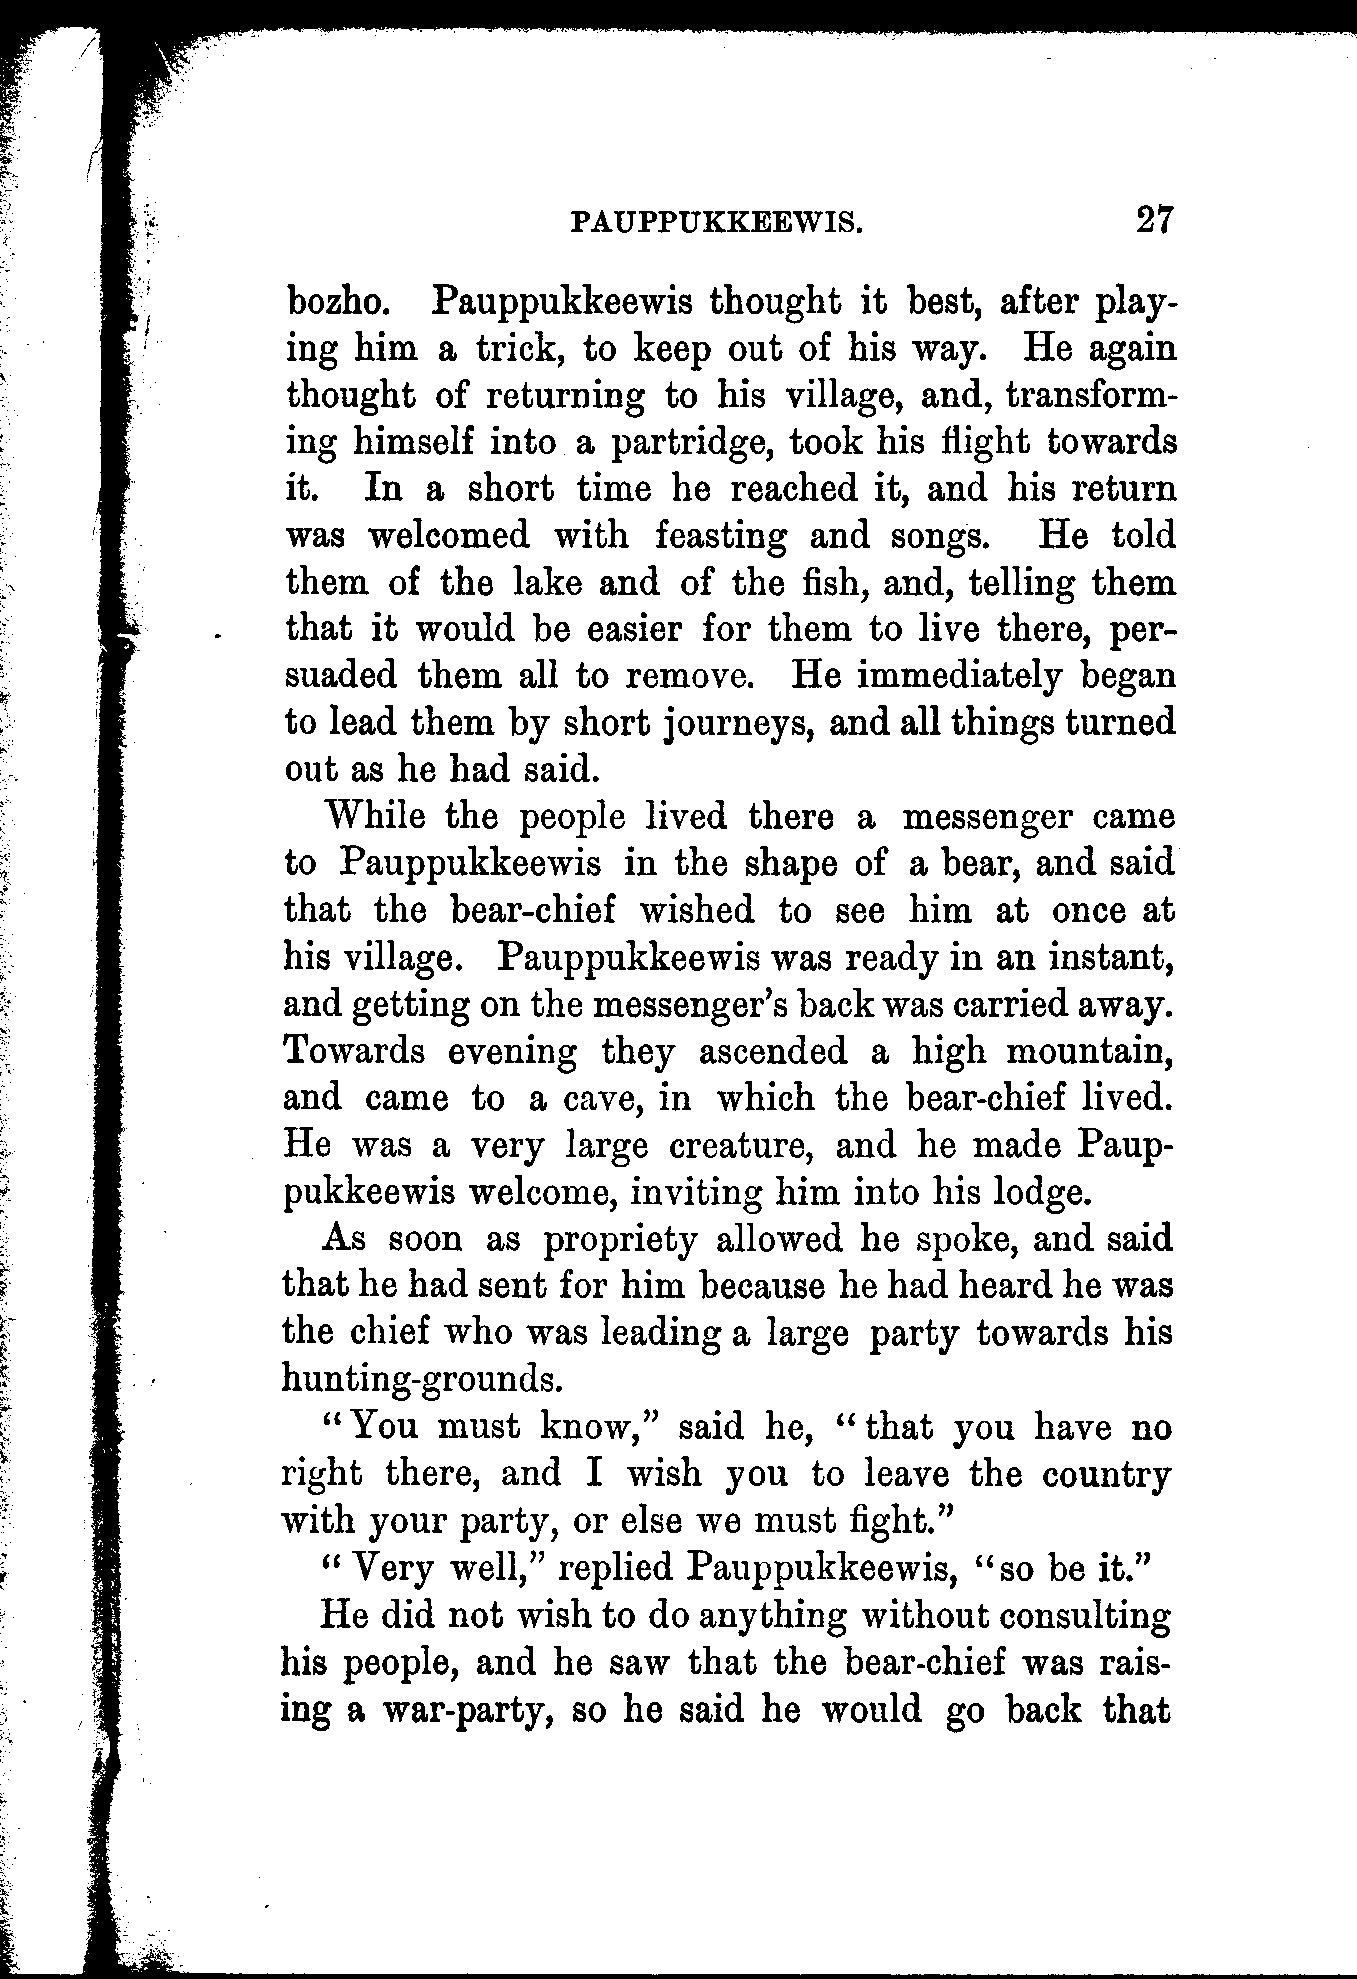 PAUPPUKKEEWIS. 27
bozho. Pauppukkeewis thought it best, after play-
ing him a trick, to keep out of his way. He again
thought of returning to his village, and, transform-
ing himself into a partridge, took his flight towards
it. In a short time he reached it, and his return
was welcomed with feasting and songs. He told
them of the lake and of the fish, and, telling them
that it would be easier for them to live there, per-
suaded them all to remove. He immediately began
to lead them by short journeys, and all things turned
out as he had said.
While the people lived there a messenger came
to Pauppukkeewis in the shape of a bear, and said
that the bear-chief wished to see him at once at
his village. Pauppukkeewis was ready in an instant,
and getting on the messenger's back was carried away.
Towards evening they ascended a high mountain,
and came to a cave, in which the bear-chief lived.
He was a very large creature, and he made Paup-
pukkeewis welcome, inviting him into his lodge.
As soon as propriety allowed he spoke, and said
that he had sent for him because he had heard he was
the chief who was leading a large party towards his
hunting-grounds.
"You must know," said he, "that you have no
right there, and I wish you to leave the country
with your party, or else we must fight."
"Very well," replied Pauppukkeewis, "so be it."
He did not wish to do anything without consulting
his people, and he saw that the bear-chief was rais-
ing a war-party, so he said he would go back that